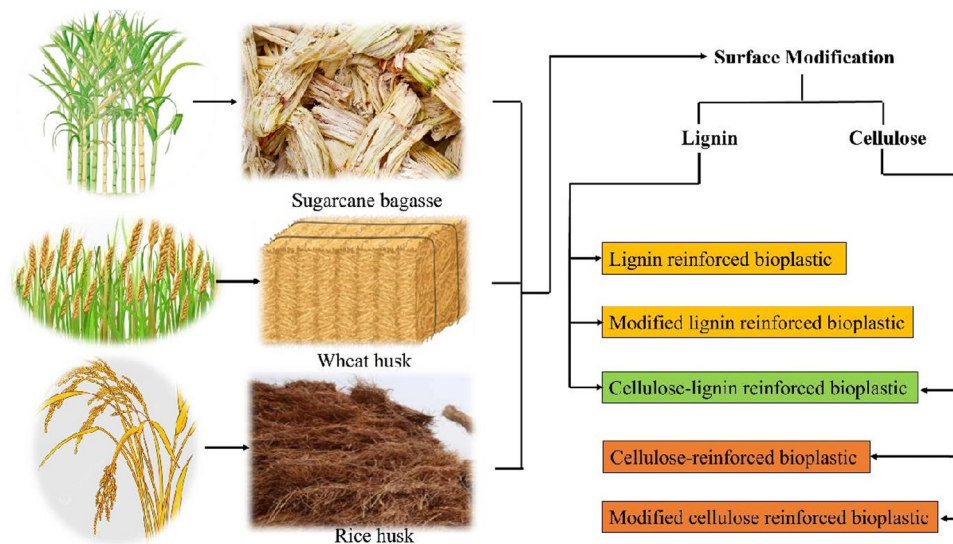 Sugarcane bagasse
Wheat husk
Rice husk
Surface Modification
Lignin
Cellulose
Lignin reinforced bioplastic
Modified lignin reinforced bioplastic
Cellulose-lignin reinforced bioplastic
Cellulose-reinforced bioplastic
Modified cellulose reinforced bioplastic